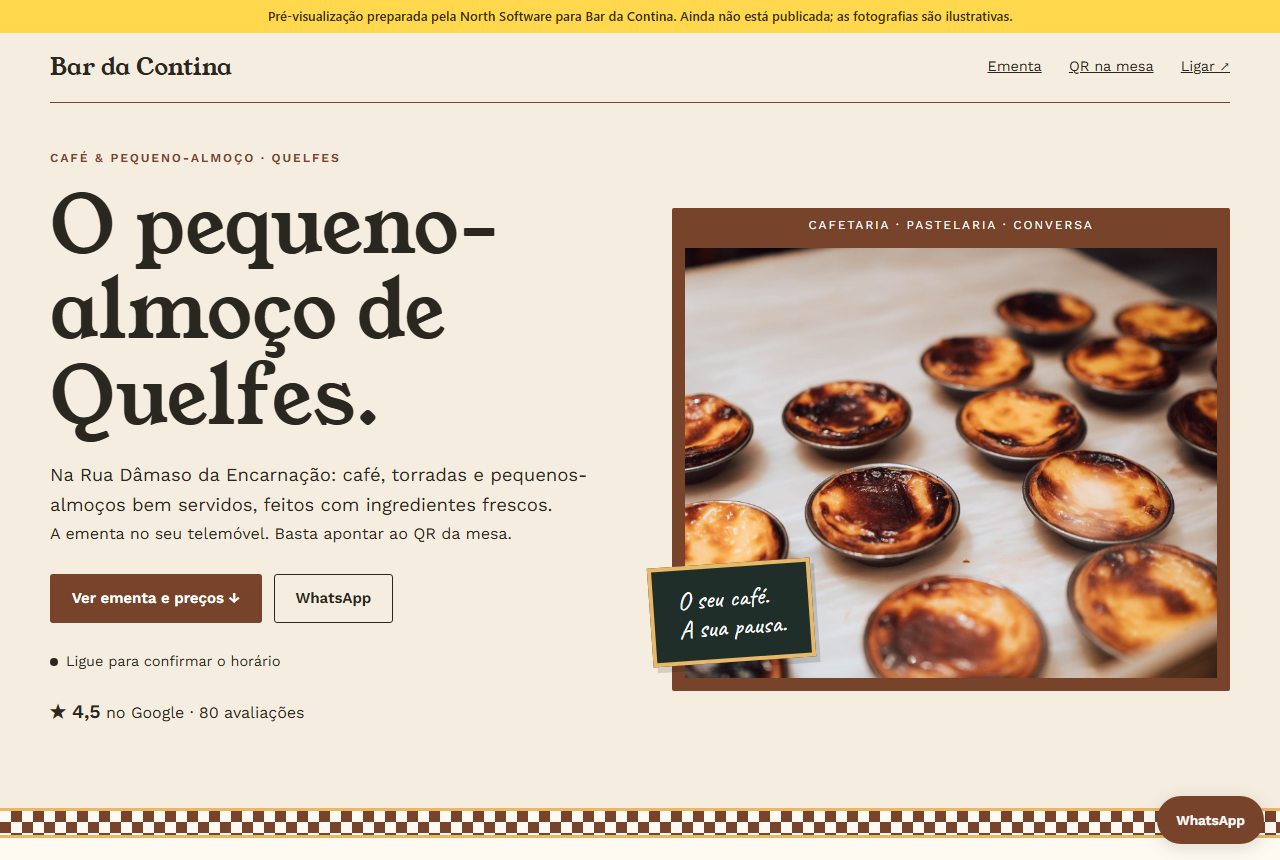 Pré-visualização preparada pela North Software para Bar da Contina. Ainda não está publicada; as fotografias são ilustrativas.
Bar da Contina
Ementa
QR na mesa
Ligar ↗
CAFÉ & PEQUENO-ALMOÇO · QUELFES
O pequeno-
almoço de
Quelfes.
Na Rua Dâmaso da Encarnação: café, torradas e pequenos-
almoços bem servidos, feitos com ingredientes frescos.
A ementa no seu telemóvel. Basta apontar ao QR da mesa.
Ver ementa e preços ↓
WhatsApp
Ligue para confirmar o horário
★ 4,5 no Google · 80 avaliações
CAFETARIA · PASTELARIA · CONVERSA
O seu café.
A sua pausa.
WhatsApp